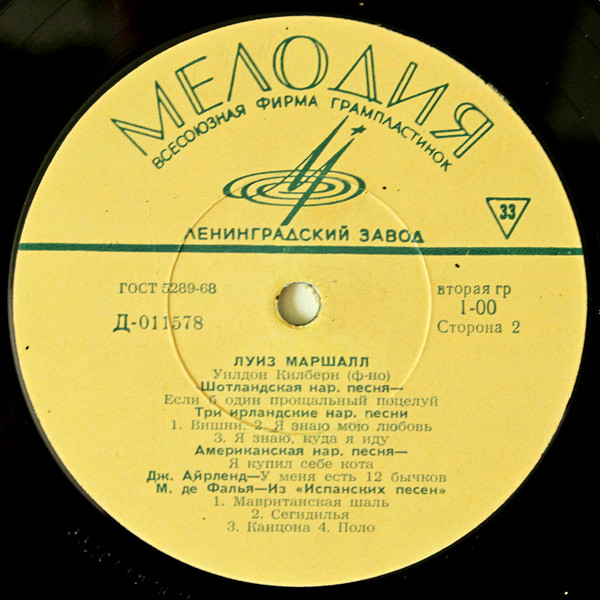 МЕЛОДИЯ
ВСЕСОЮЗНАЯ ФИРМА ГРАМПЛАСТИНОК
33
ЛЕНИНГРАДСКИЙ ЗАВОД
ГОСТ 5289-68
Д-011578
вторая гр
1-00
Сторона 2
ЛУИЗ МАРШАЛЛ
Уилдон Килберн (ф-но)
Шотландская нар. песня—
Если б один прощальный поцелуй
Три ирландские нар. песни
1. Вишни, 2. Я знаю мою любовь
3. Я знаю, куда я иду
Американская нар. песня—
Я купил себе кота
Дж. Айрленд—У меня есть 12 бычков
М. де Фалья—Из «Испанских песен»
1. Мавританская шаль
2. Сегидилья
3. Канцона 4. Поло